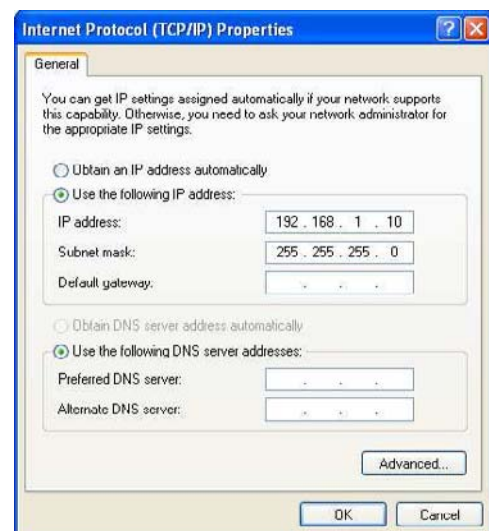 Internet Protocol (TCP/IP) Properties
General
You can get IP settings assigned automatically if your network supports
this capability. Otherwise, you need to ask your network administrator for
the appropriate IP settings.
Obtain an IP address automatically
Use the following IP address:
IP address: 192 . 168 . 1 . 10
Subnet mask: 255 . 255 . 255 . 0
Default gateway: . . .
Obtain DNS server address automatically
Use the following DNS server addresses:
Preferred DNS server: . . .
Alternate DNS server: . . .
Advanced...
OK Cancel